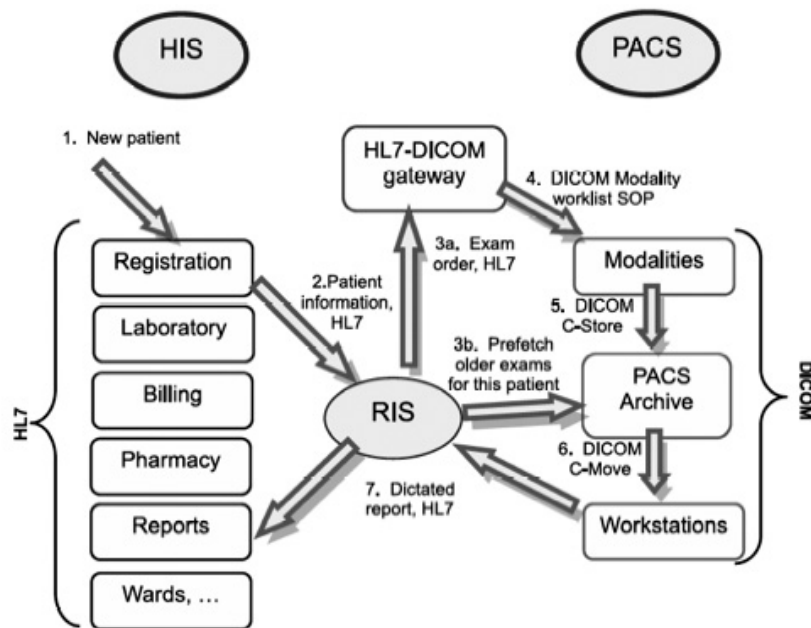 HIS
PACS
1. New patient
HL7-DICOM
gateway
4. DICOM Modality
worklist SOP
3a. Exam
order, HL7
Registration
Modalities
2.Patient
information,
HL7
5. DICOM
C-Store
Laboratory
3b. Prefetch
older exams
for this patient
Billing
PACS
Archive
RIS
HL7
DICOM
Pharmacy
6. DICOM
C-Move
7. Dictated
report, HL7
Reports
Workstations
Wards, ...